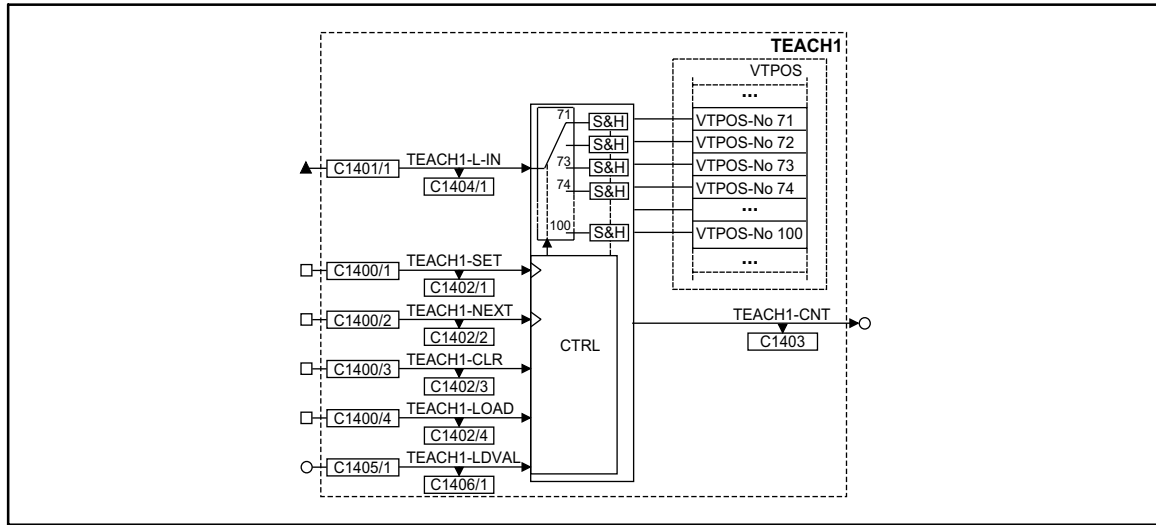 TEACH1
VTPOS
...
71
S&H
VTPOS-No 71
S&H
VTPOS-No 72
C1401/1
TEACH1-L-IN
73
S&H
VTPOS-No 73
C1404/1
74
S&H
VTPOS-No 74
...
100
S&H
VTPOS-No 100
...
C1400/1
TEACH1-SET
C1402/1
C1400/2
TEACH1-NEXT
C1402/2
TEACH1-CNT
C1403
CTRL
C1400/3
TEACH1-CLR
C1402/3
C1400/4
TEACH1-LOAD
C1402/4
C1405/1
TEACH1-LDVAL
C1406/1